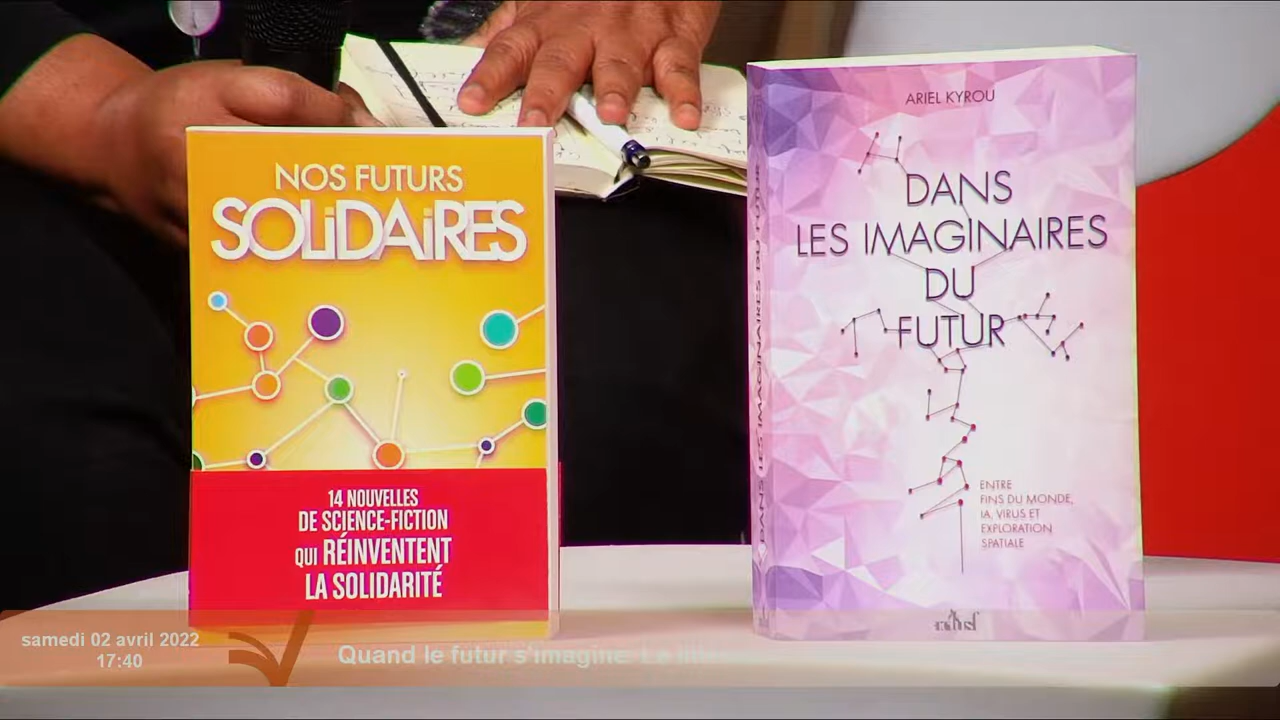 NOS FUTURS
SOLiDAiRES
14 NOUVELLES
DE SCIENCE-FICTION
QUI RÉINVENTENT
LA SOLIDARITÉ
ARIEL KYROU
DANS
LES IMAGINAIRES
DU
FUTUR
ENTRE
FINS DU MONDE,
IA, VIRUS ET
EXPLORATION
SPATIALE
DANS LES IMAGINAIRES DU FUTUR
samedi 02 avril 2022
17:40
Quand le futur s'imagine